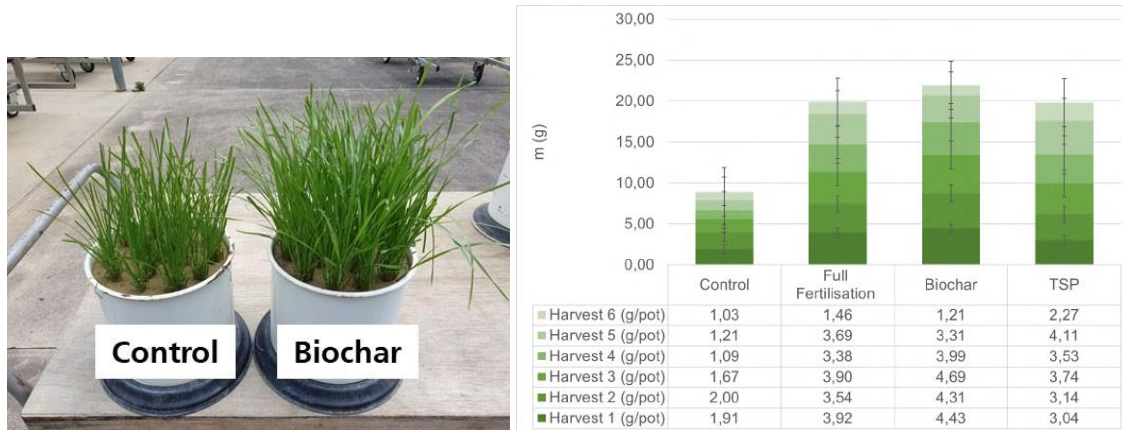 Control
Biochar
30,00
25,00
20,00
15,00
10,00
5,00
0,00
m (g)
Control Full Fertilisation Biochar TSP
Harvest 6 (g/pot) 1,03 1,46 1,21 2,27
Harvest 5 (g/pot) 1,21 3,69 3,31 4,11
Harvest 4 (g/pot) 1,09 3,38 3,99 3,53
Harvest 3 (g/pot) 1,67 3,90 4,69 3,74
Harvest 2 (g/pot) 2,00 3,54 4,31 3,14
Harvest 1 (g/pot) 1,91 3,92 4,43 3,04